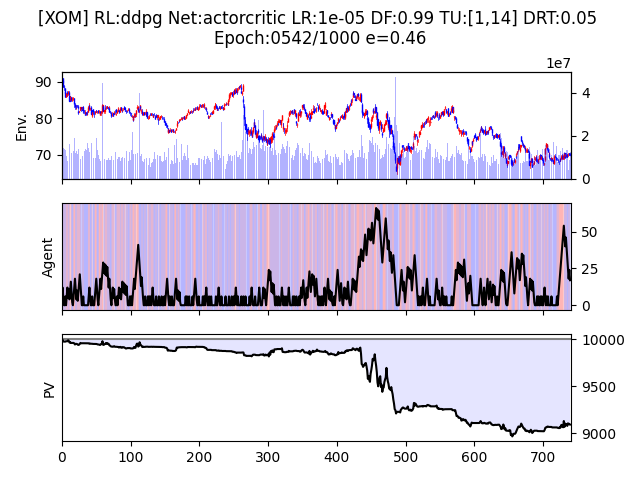 [XOM] RL:ddpg Net:actorcritic LR:1e-05 DF:0.99 TU:[1,14] DRT:0.05
Epoch:0542/1000 e=0.46
1e7
90
80
70
Env.
4
2
0
Agent
50
25
0
PV
10000
9500
9000
0 100 200 300 400 500 600 700